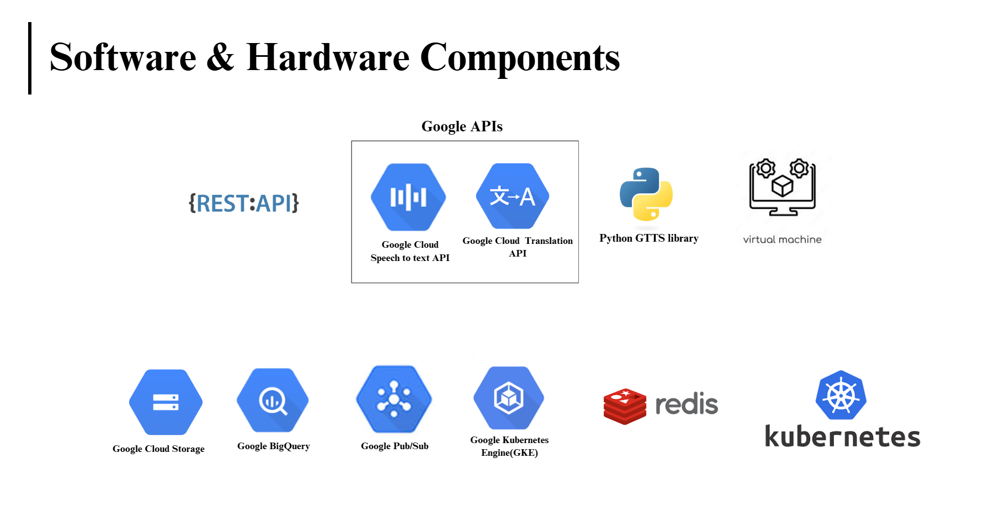 Software & Hardware Components
Google APIs
{REST:API}
文→A
Google Cloud
Speech to text API
Google Cloud Translation
API
Python GTTS library
virtual machine
Google Cloud Storage
Google BigQuery
Google Pub/Sub
Google Kubernetes
Engine(GKE)
redis
kubernetes